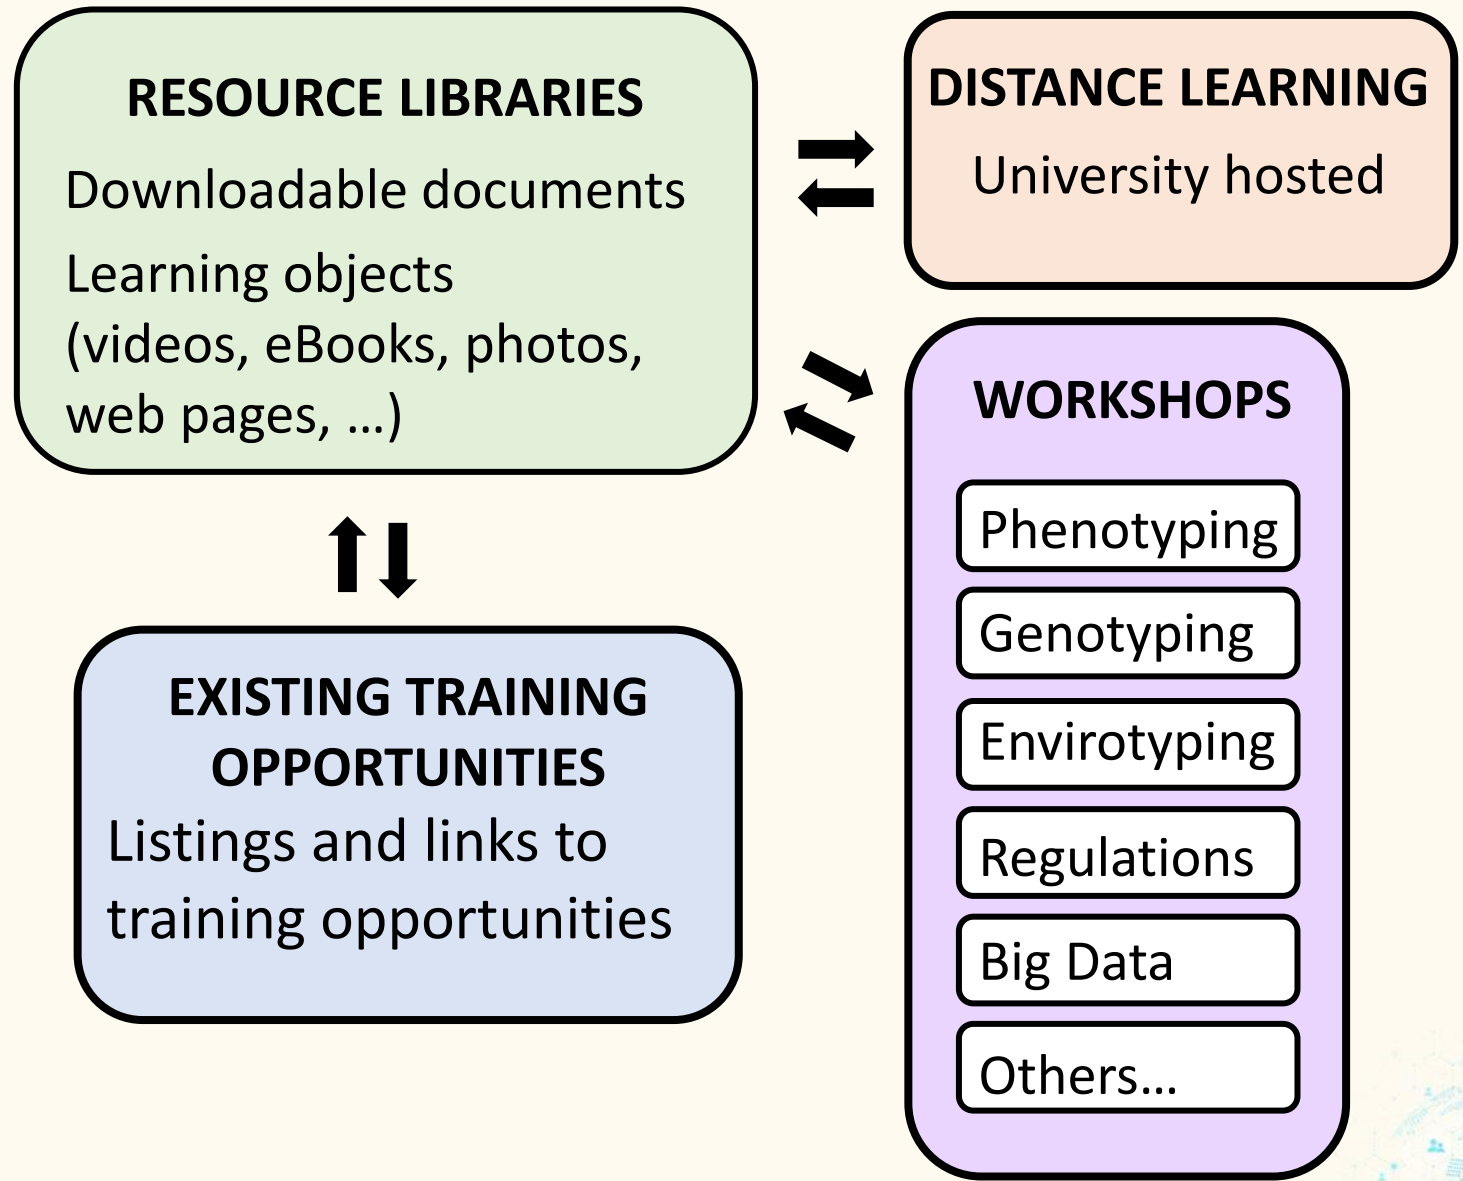 RESOURCE LIBRARIES
Downloadable documents
Learning objects
(videos, eBooks, photos,
web pages, ...)
DISTANCE LEARNING
University hosted
WORKSHOPS
Phenotyping
Genotyping
Envirotyping
Regulations
Big Data
Others...
EXISTING TRAINING
OPPORTUNITIES
Listings and links to
training opportunities